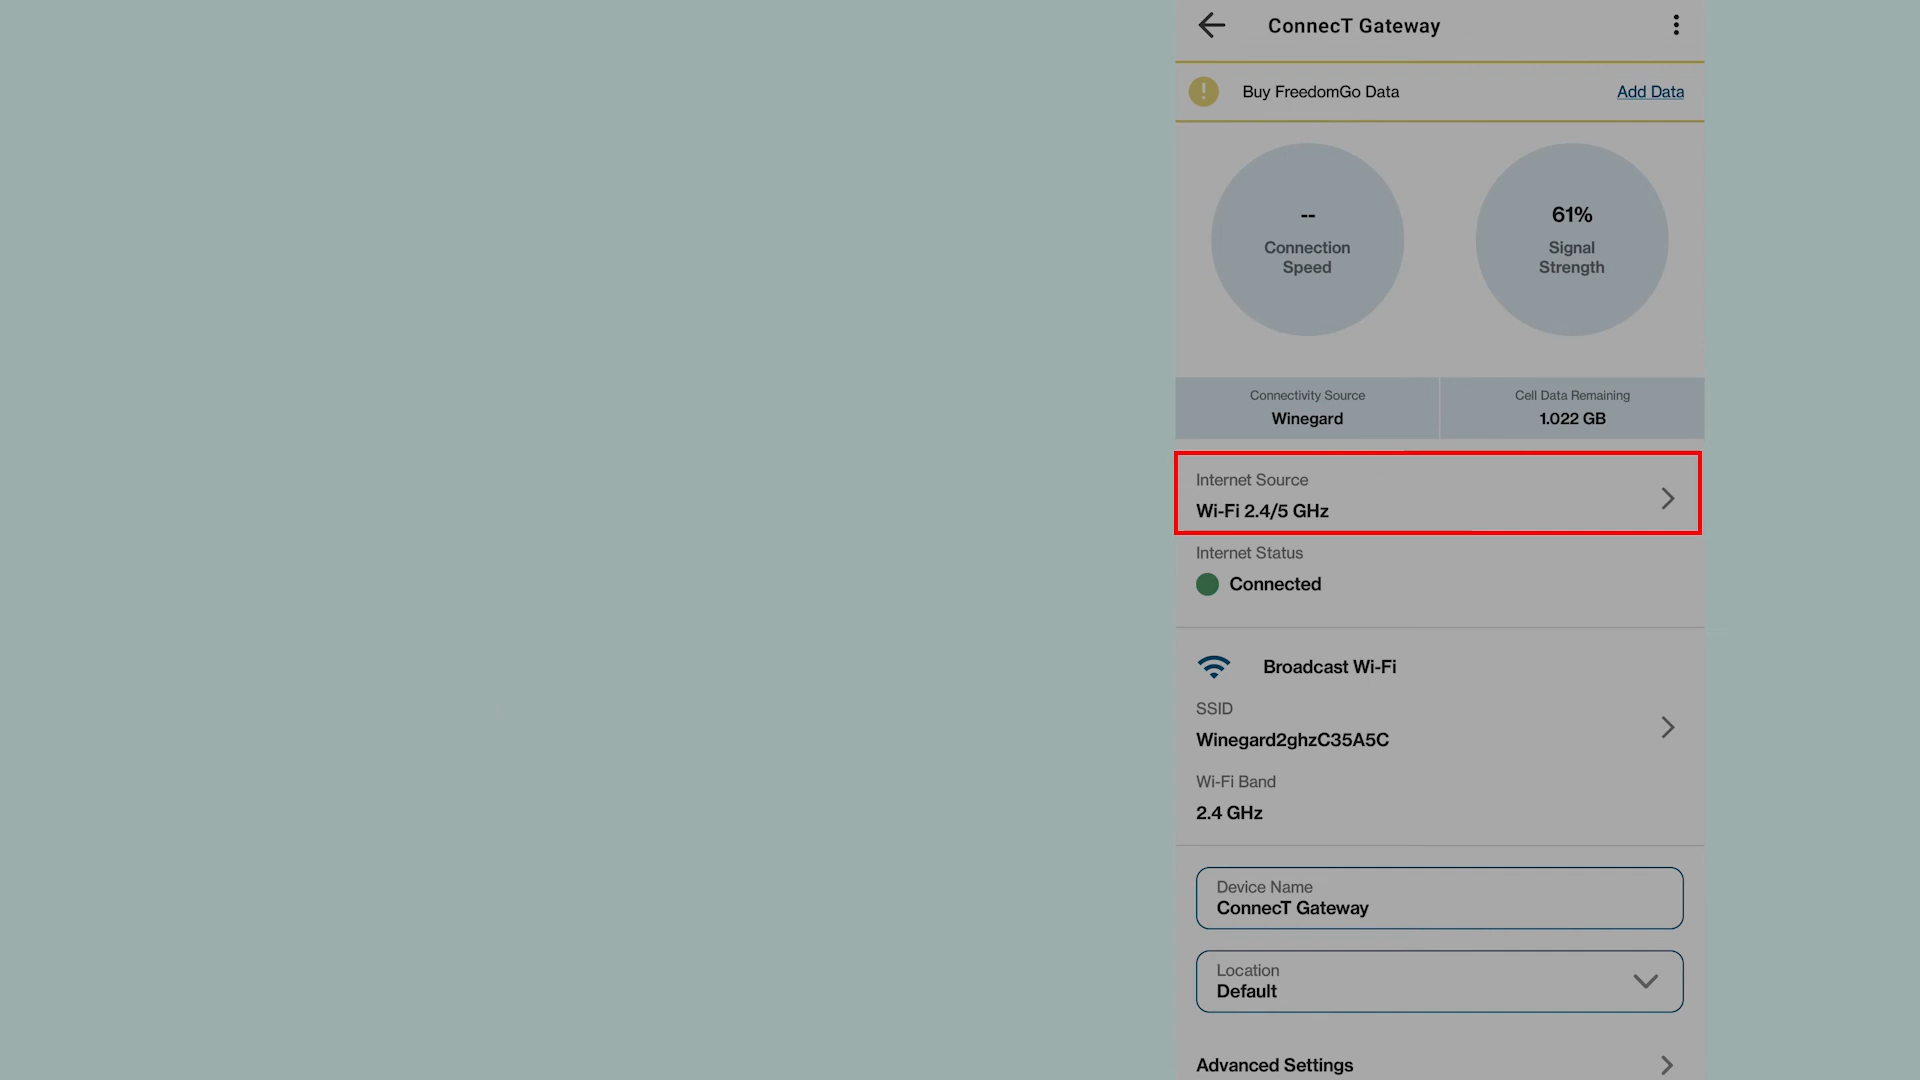 ConnecT Gateway
! Buy FreedomGo Data Add Data
--
Connection
Speed
61%
Signal
Strength
Connectivity Source
Winegard
Cell Data Remaining
1.022 GB
Internet Source
Wi-Fi 2.4/5 GHz
Internet Status
Connected
Broadcast Wi-Fi
SSID
Winegard2ghzC35A5C
Wi-Fi Band
2.4 GHz
Device Name
ConnecT Gateway
Location
Default
Advanced Settings